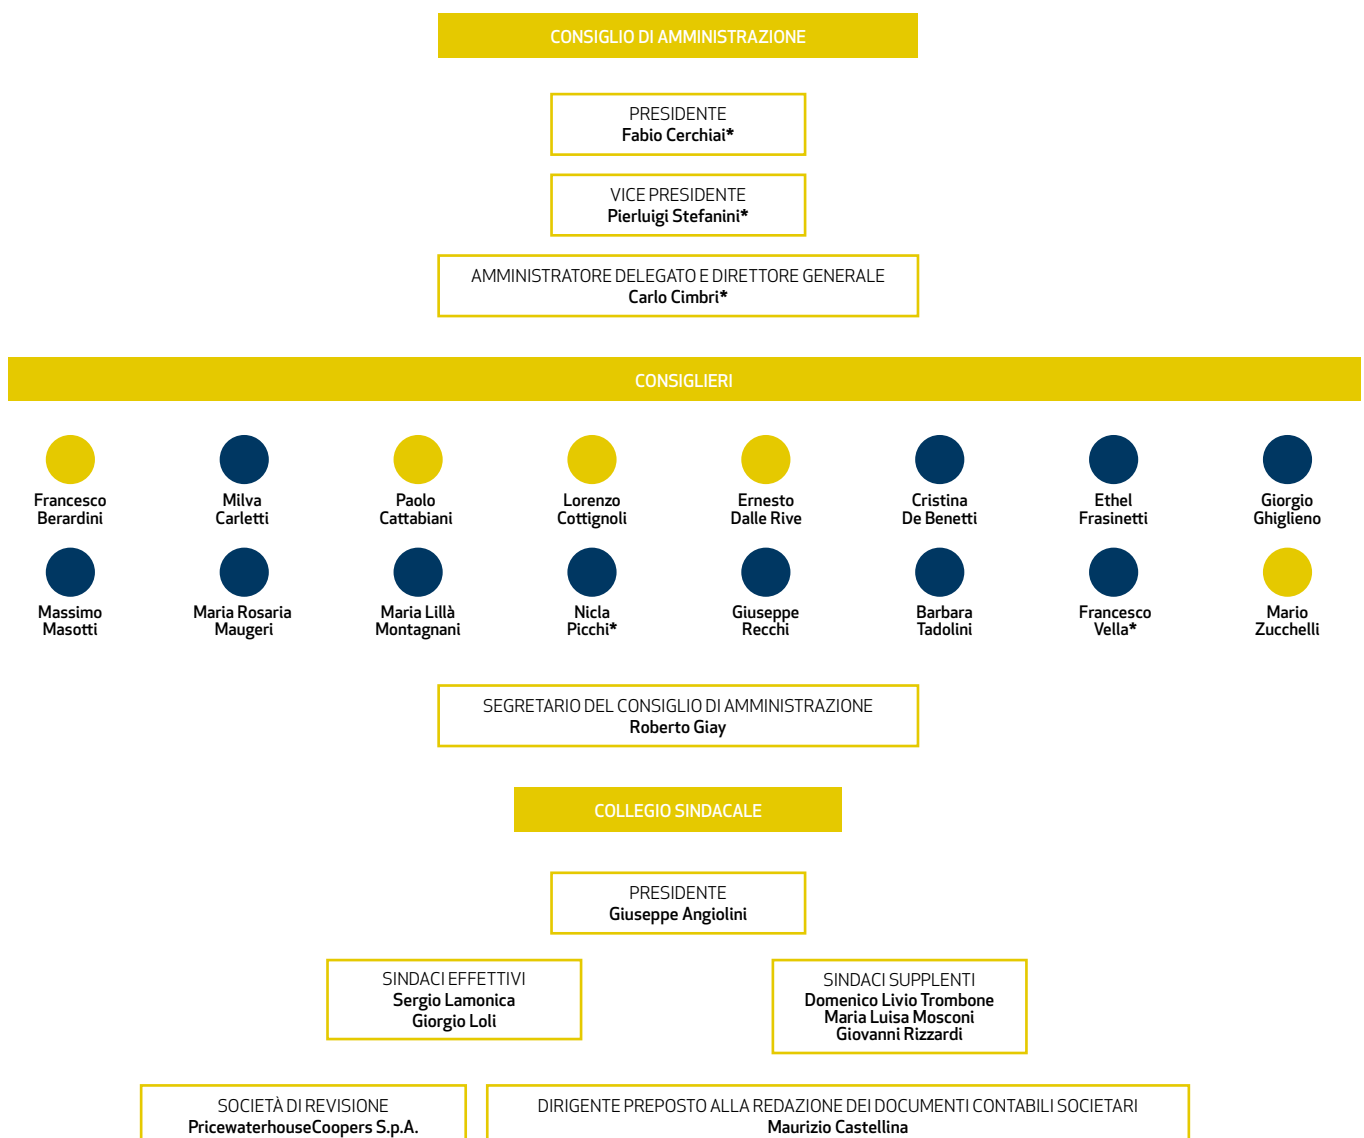 CONSIGLIO DI AMMINISTRAZIONE
PRESIDENTE
Fabio Cerchiai*
VICE PRESIDENTE
Pierluigi Stefanini*
AMMINISTRATORE DELEGATO E DIRETTORE GENERALE
Carlo Cimbri*
CONSIGLIERI
Francesco
Berardini
Milva
Carletti
Paolo
Cattabiani
Lorenzo
Cottignoli
Ernesto
Dalle Rive
Cristina
De Benetti
Ethel
Frasinetti
Giorgio
Ghiglieno
Massimo
Masotti
Maria Rosaria
Maugeri
Maria Lillà
Montagnani
Nicla
Picchi*
Giuseppe
Recchi
Barbara
Tadolini
Francesco
Vella*
Mario
Zucchelli
SEGRETARIO DEL CONSIGLIO DI AMMINISTRAZIONE
Roberto Giay
COLLEGIO SINDACALE
PRESIDENTE
Giuseppe Angiolini
SINDACI EFFETTIVI
Sergio Lamonica
Giorgio Loli
SINDACI SUPPLENTI
Domenico Livio Trombone
Maria Luisa Mosconi
Giovanni Rizzardi
SOCIETÀ DI REVISIONE
PricewaterhouseCoopers S.p.A.
DIRIGENTE PREPOSTO ALLA REDAZIONE DEI DOCUMENTI CONTABILI SOCIETARI
Maurizio Castellina